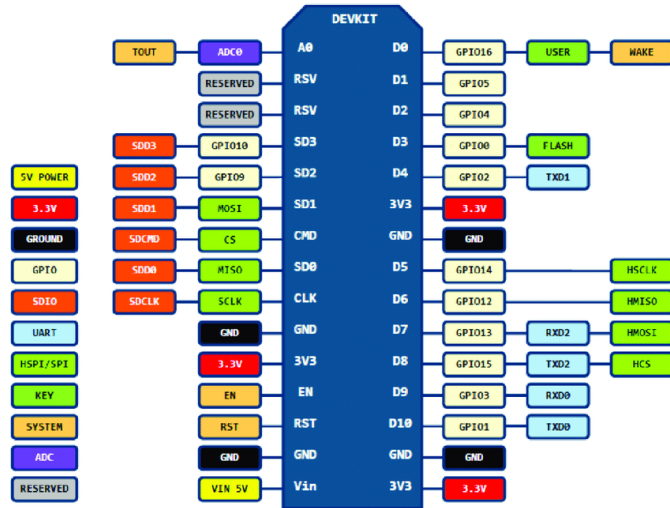 DEVKIT
TOUT ADC0 A0 D0 GPIO16 USER WAKE
RESERVED RSV D1 GPIO5
RESERVED RSV D2 GPIO4
SDD3 GPIO10 SD3 D3 GPIO0 FLASH
5V POWER SDD2 GPIO9 SD2 D4 GPIO2 TXD1
3.3V SDD1 MOSI SD1 3V3 3.3V
GROUND SDCMD CS CMD GND GND
GPIO SDD0 MISO SD0 D5 GPIO14 HSCLK
SDIO SDCLK SCLK CLK D6 GPIO12 HMISO
UART GND GND D7 GPIO13 RXD2 HMOSI
HSPI/SPI 3.3V 3V3 D8 GPIO15 TXD2 HCS
KEY EN EN D9 GPIO3 RXD0
SYSTEM RST RST D10 GPIO1 TXD0
ADC GND GND GND GND
RESERVED VIN 5V Vin 3V3 3.3V